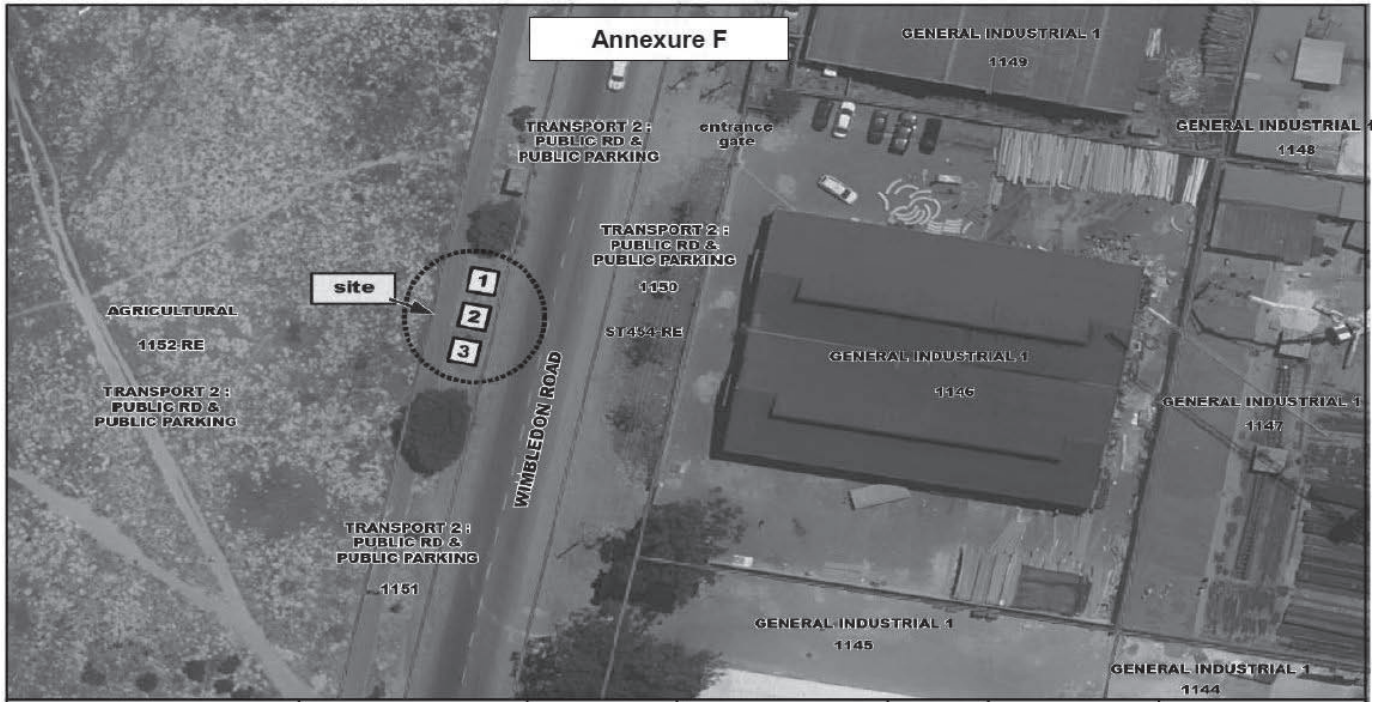 Annexure F
GENERAL INDUSTRIAL 1
1149
TRANSPORT 2 :
PUBLIC RD &
PUBLIC PARKING
entrance
gate
GENERAL INDUSTRIAL 1
1148
TRANSPORT 2 :
PUBLIC RD &
PUBLIC PARKING
1150
ST454-RE
site
1
2
3
AGRICULTURAL
1152-RE
TRANSPORT 2 :
PUBLIC RD &
PUBLIC PARKING
WIMBLEDON ROAD
GENERAL INDUSTRIAL 1
1146
GENERAL INDUSTRIAL 1
1147
TRANSPORT 2 :
PUBLIC RD &
PUBLIC PARKING
1151
GENERAL INDUSTRIAL 1
1145
GENERAL INDUSTRIAL 1
1144